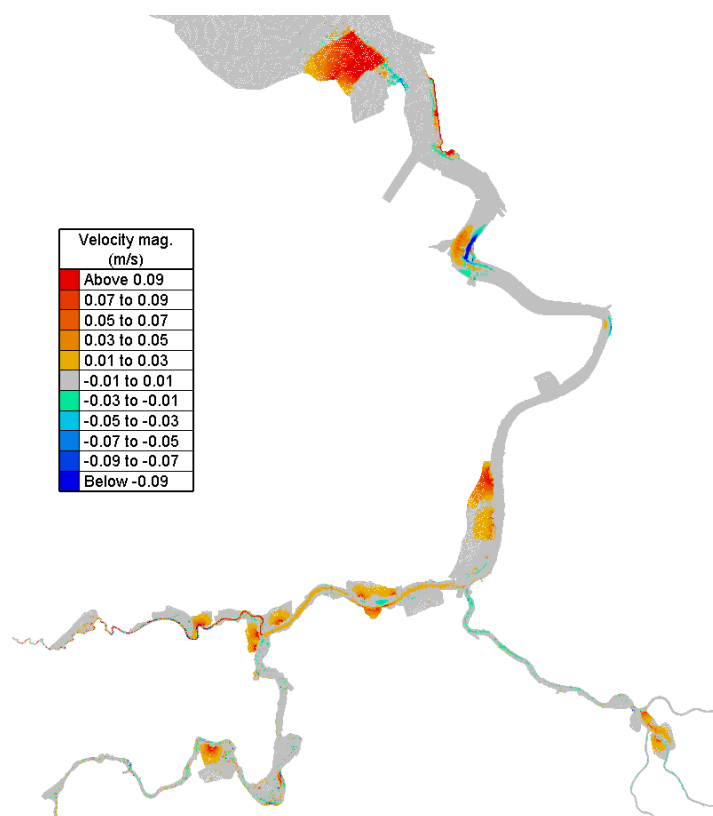 Velocity mag.
(m/s)
Above 0.09
0.07 to 0.09
0.05 to 0.07
0.03 to 0.05
0.01 to 0.03
-0.01 to 0.01
-0.03 to -0.01
-0.05 to -0.03
-0.07 to -0.05
-0.09 to -0.07
Below -0.09